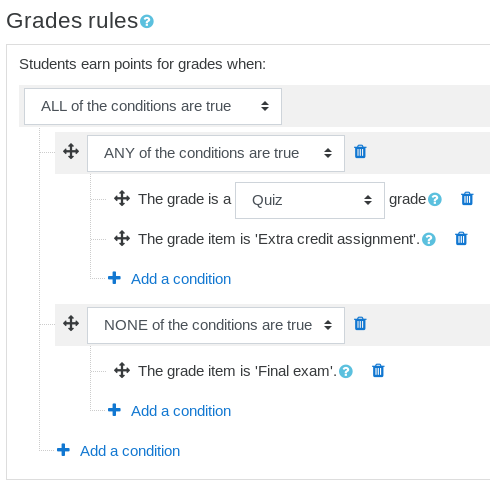 Grades rules
Students earn points for grades when:
ALL of the conditions are true
ANY of the conditions are true
The grade is a Quiz grade
The grade item is 'Extra credit assignment'.
Add a condition
NONE of the conditions are true
The grade item is 'Final exam'.
Add a condition
Add a condition